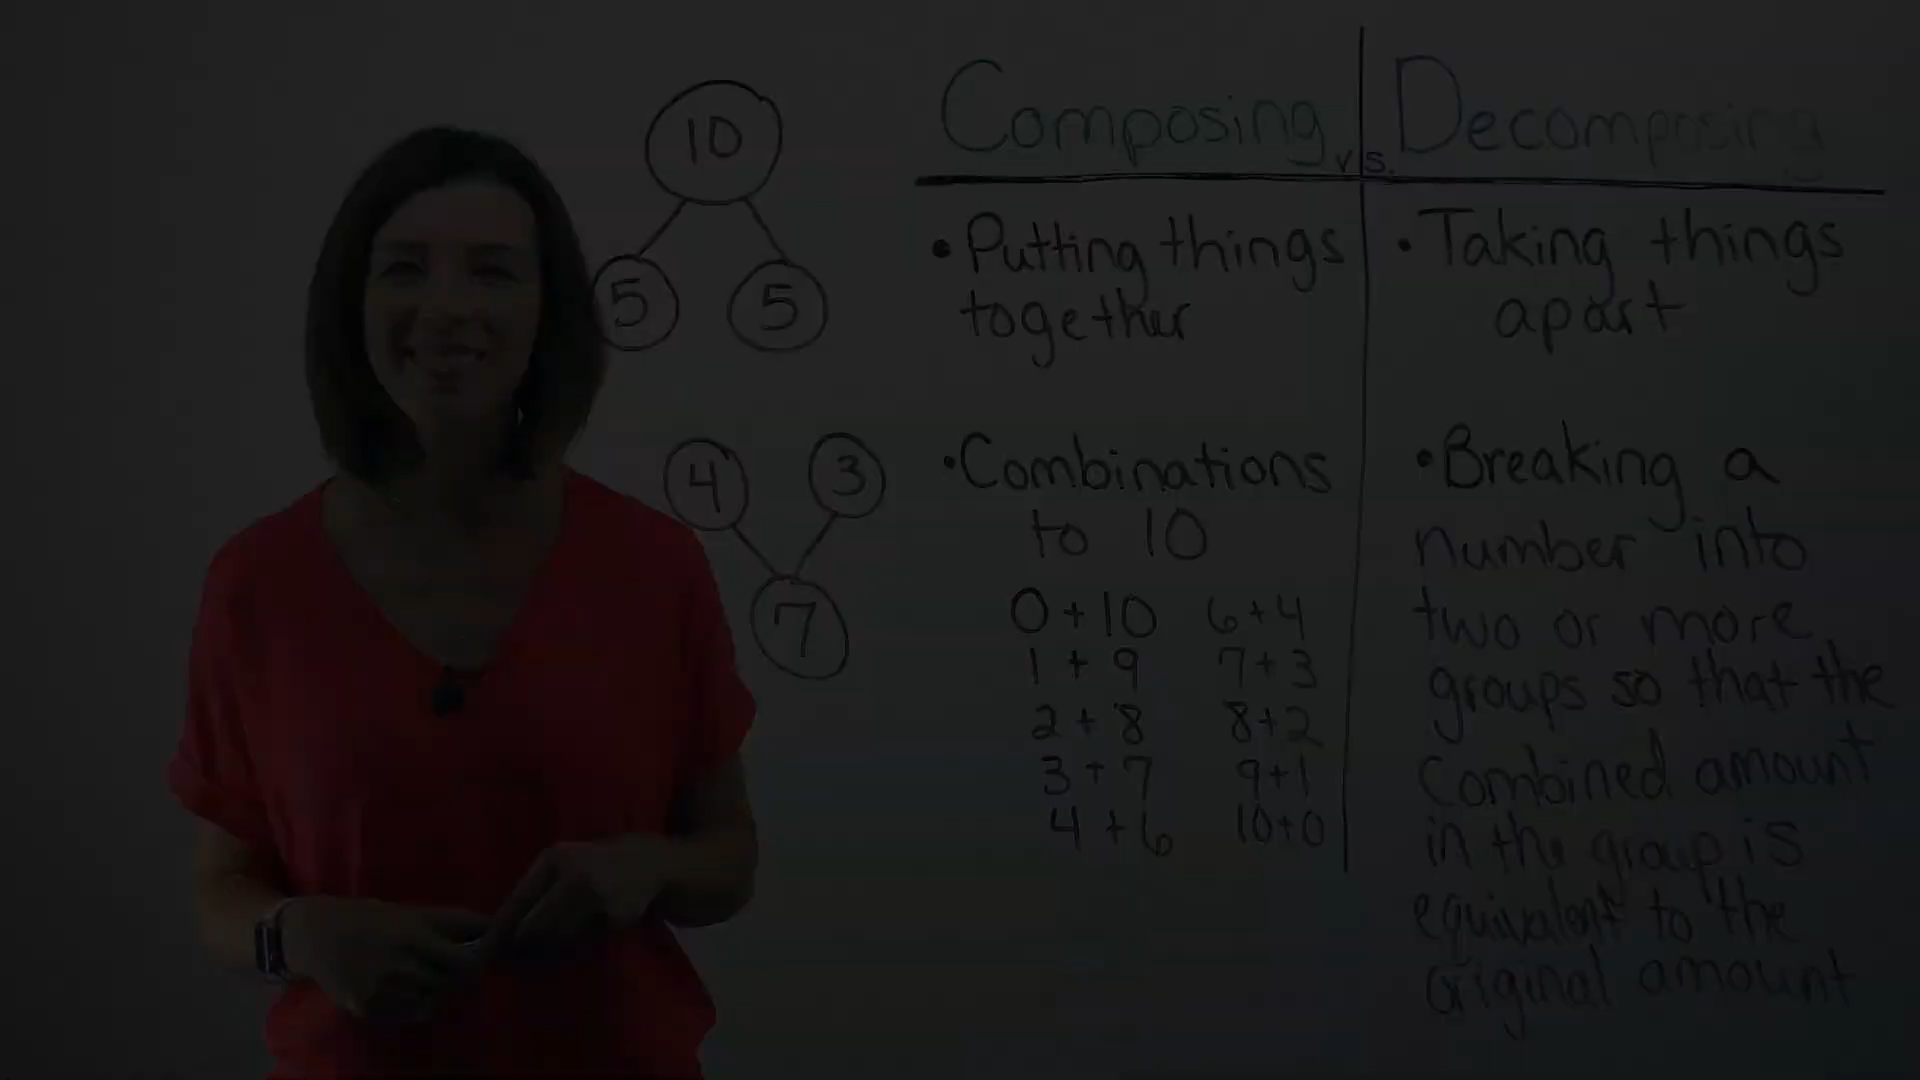 10
5 5
4 3
7
Composing vs. Decomposing
• Putting things
together
• Combinations
to 10
0 + 10 6 + 4
1 + 9 7 + 3
2 + 8 8 + 2
3 + 7 9 + 1
4 + 6 10 + 0
• Taking things
apart
• Breaking a
number into
two or more
groups so that the
combined amount
in the group is
equivalent to the
original amount